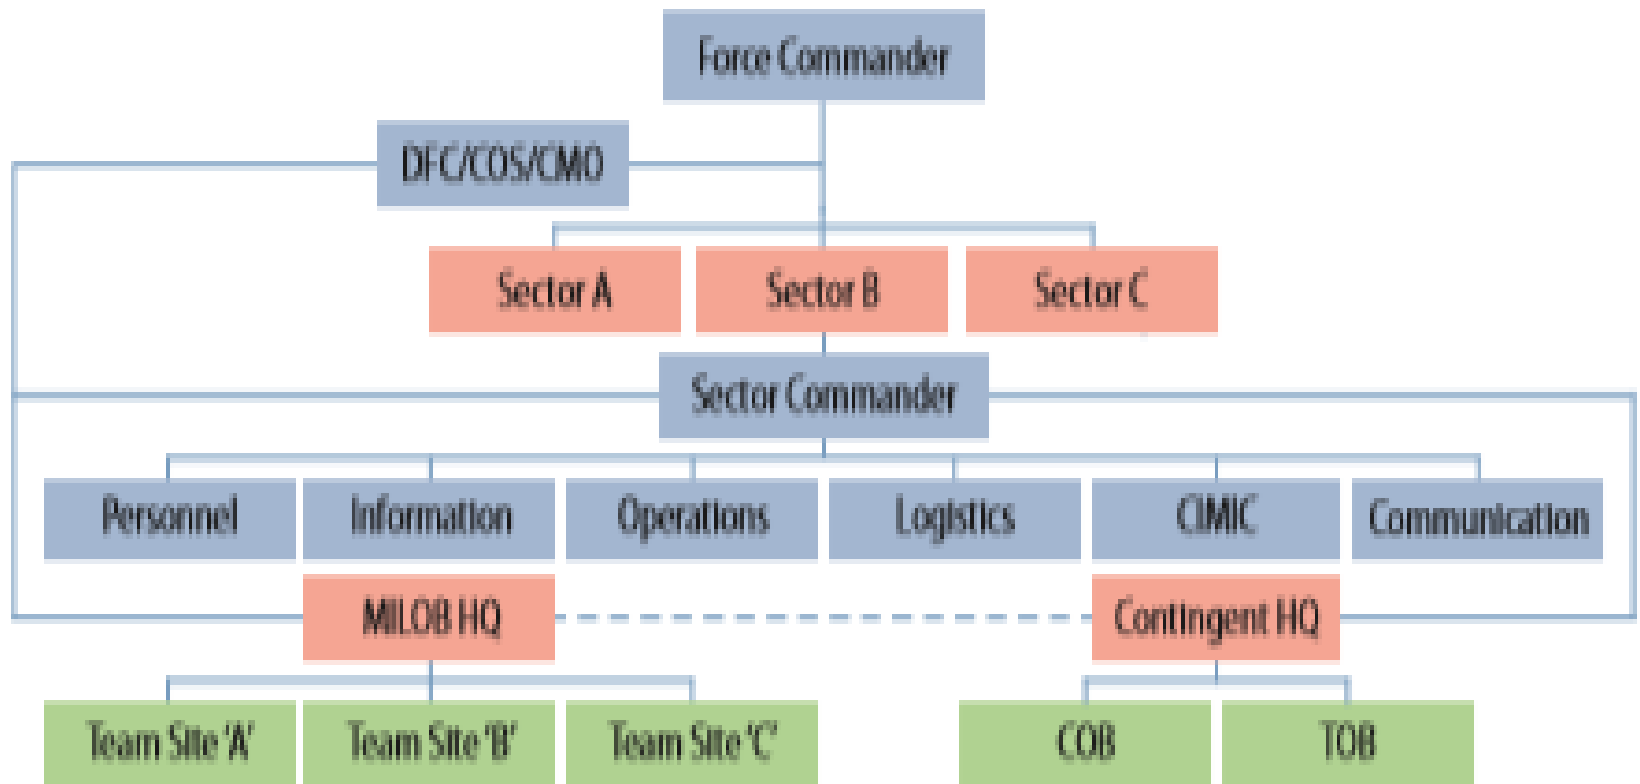 Force Commander
DFC/COS/CMO
Sector A
Sector B
Sector C
Sector Commander
Personnel
Information
Operations
Logistics
CIMIC
Communication
MILOB HQ
Contingent HQ
Team Site 'A'
Team Site 'B'
Team Site 'C'
COB
TOB